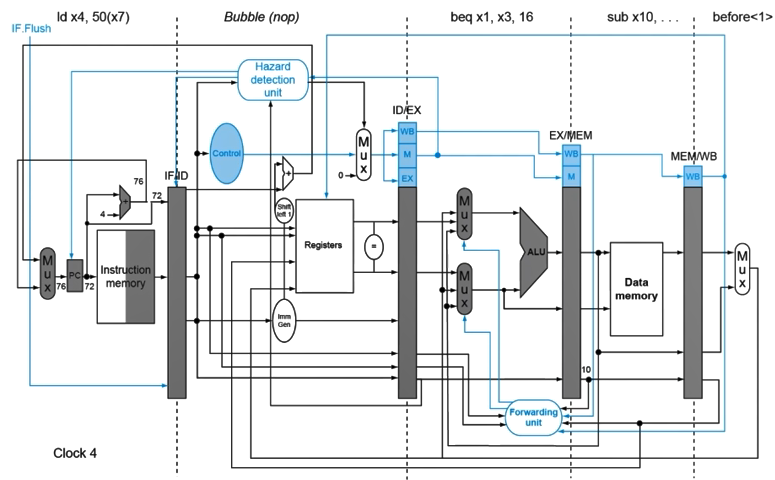 ld x4, 50(x7)
Bubble (nop)
beq x1, x3, 16
sub x10, . . .
before<1>
IF.Flush
Hazard
detection
unit
ID/EX
WB
M
EX
EX/MEM
WB
M
MEM/WB
WB
Control
M
u
x
0
IF/ID
76
72
4
+
+
Shift
left 1
Registers
=
M
u
x
M
u
x
ALU
Data
memory
M
u
x
M
u
x
PC
76
72
Instruction
memory
Imm
Gen
10
Forwarding
unit
Clock 4